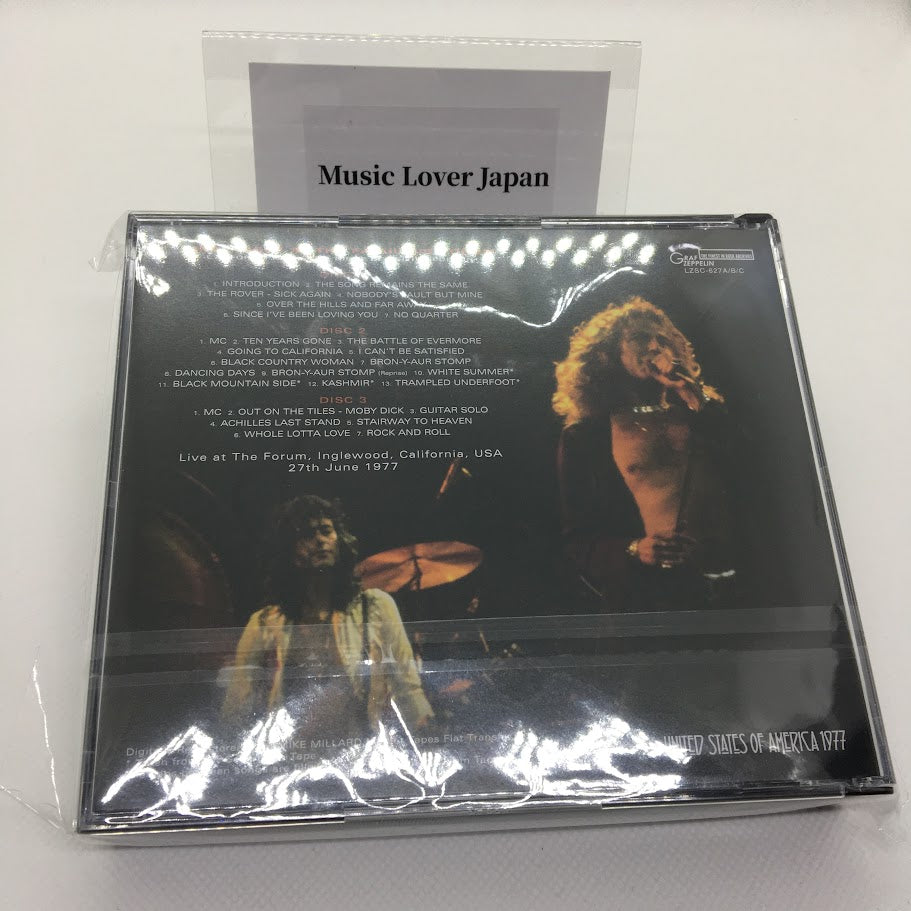 Music Lover Japan
GRAF ZEPPELIN
THE FINEST IN ROCK ARCHIVES
LZSC-627A/B/C
1. INTRODUCTION 2. THE SONG REMAINS THE SAME
3. THE ROVER - SICK AGAIN 4. NOBODY'S FAULT BUT MINE
5. OVER THE HILLS AND FAR AWAY
6. SINCE I'VE BEEN LOVING YOU 7. NO QUARTER
DISC 2
1. MC 2. TEN YEARS GONE 3. THE BATTLE OF EVERMORE
4. GOING TO CALIFORNIA 5. I CAN'T BE SATISFIED
6. BLACK COUNTRY WOMAN 7. BRON-Y-AUR STOMP
8. DANCING DAYS 9. BRON-Y-AUR STOMP (Reprise) 10. WHITE SUMMER*
11. BLACK MOUNTAIN SIDE* 12. KASHMIR* 13. TRAMPLED UNDERFOOT*
DISC 3
1. MC 2. OUT ON THE TILES - MOBY DICK 3. GUITAR SOLO
4. ACHILLES LAST STAND 5. STAIRWAY TO HEAVEN
6. WHOLE LOTTA LOVE 7. ROCK AND ROLL
Live at The Forum, Inglewood, California, USA
27th June 1977
MIKE MILLARD Flat
Tape
UNITED STATES OF AMERICA 1977